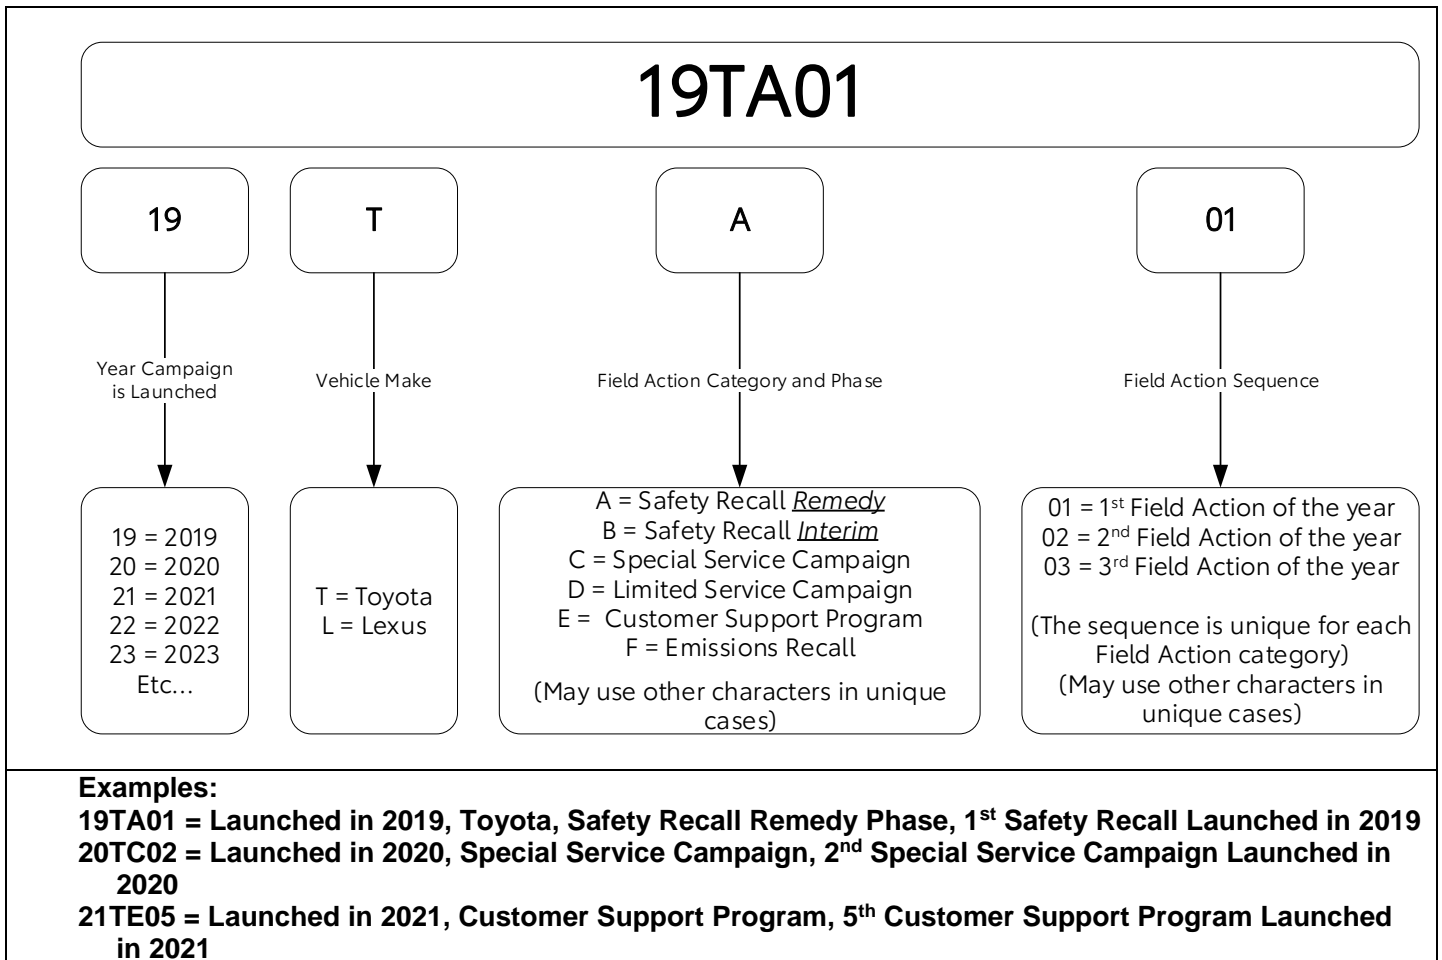 19TA01
19
T
A
01
Year Campaign
is Launched
Vehicle Make
Field Action Category and Phase
Field Action Sequence
19 = 2019
20 = 2020
21 = 2021
22 = 2022
23 = 2023
Etc...
T = Toyota
L = Lexus
A = Safety Recall Remedy
B = Safety Recall Interim
C = Special Service Campaign
D = Limited Service Campaign
E =  Customer Support Program
F = Emissions Recall
(May use other characters in unique
cases)
01 = 1st Field Action of the year
02 = 2nd Field Action of the year
03 = 3rd Field Action of the year
(The sequence is unique for each
Field Action category)
(May use other characters in
unique cases)
Examples:
19TA01 = Launched in 2019, Toyota, Safety Recall Remedy Phase, 1st Safety Recall Launched in 2019
20TC02 = Launched in 2020, Special Service Campaign, 2nd Special Service Campaign Launched in
2020
21TE05 = Launched in 2021, Customer Support Program, 5th Customer Support Program Launched
in 2021